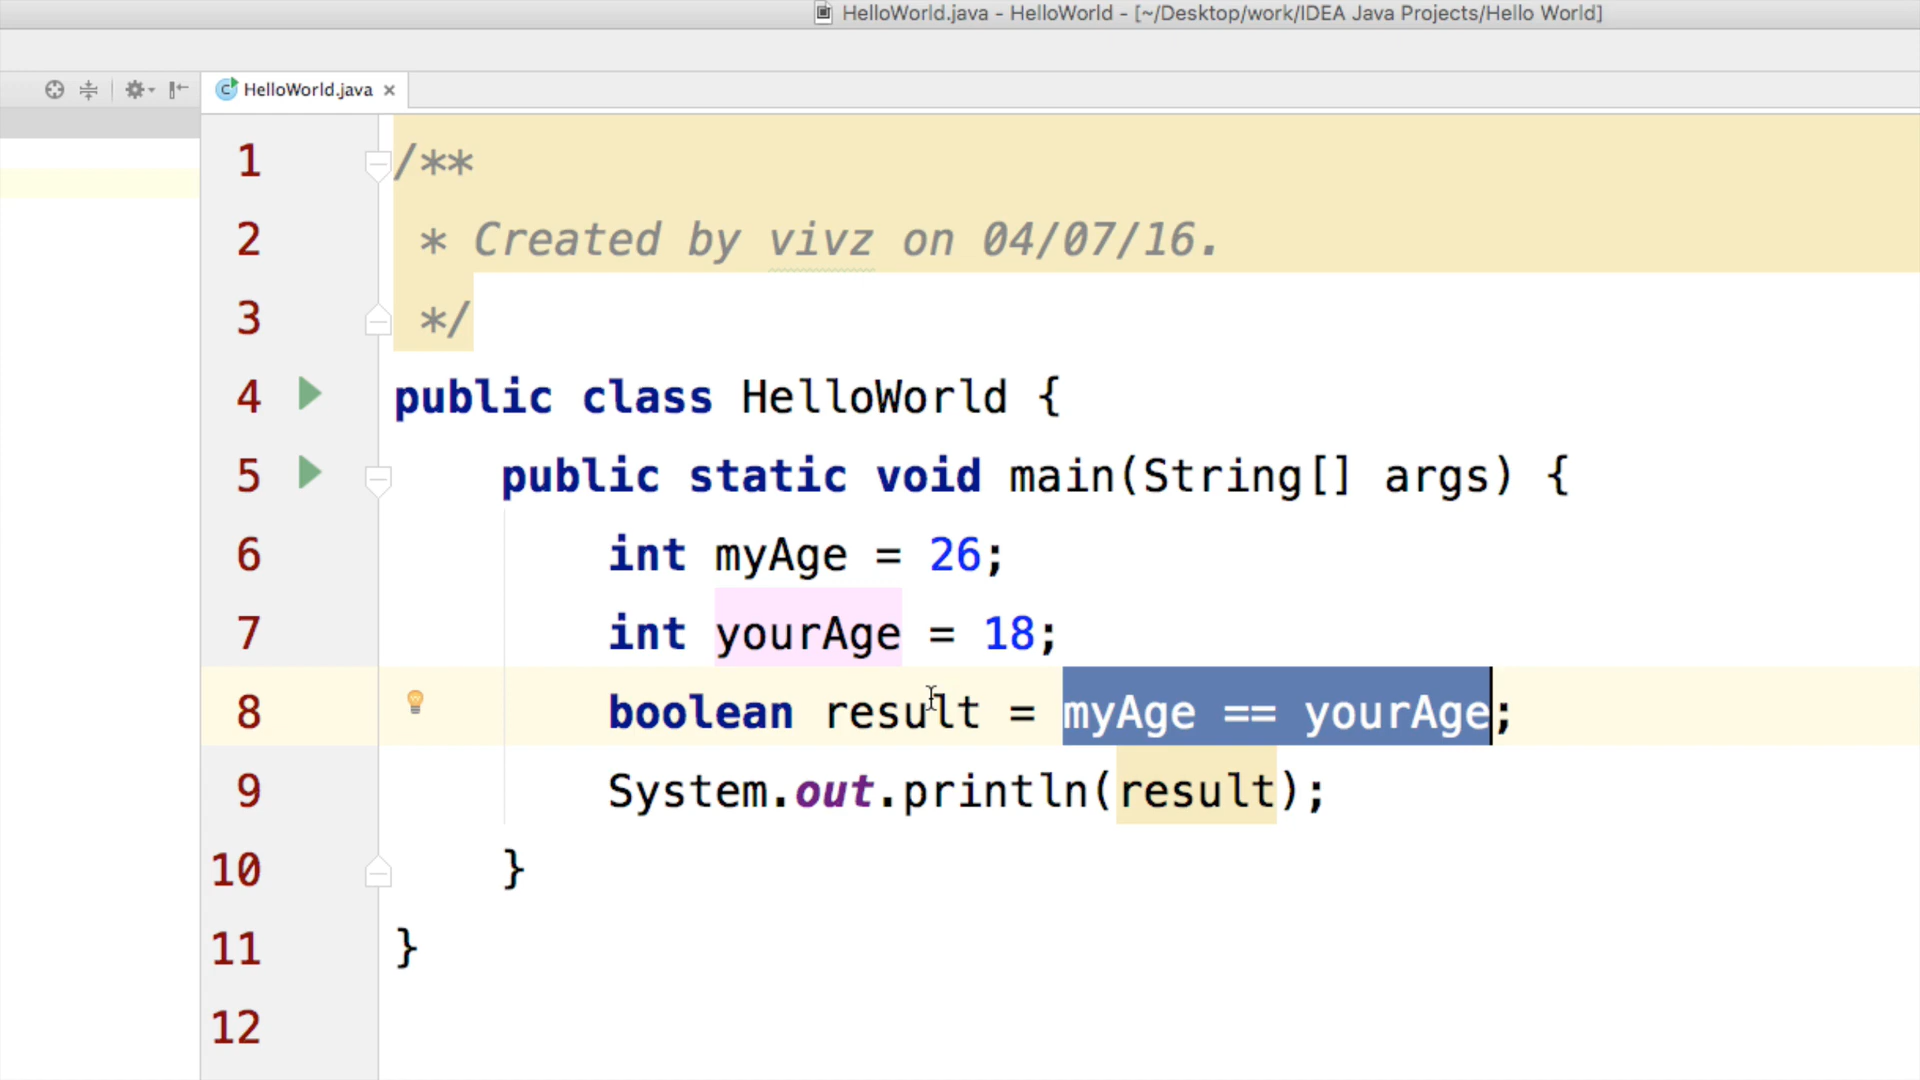 HelloWorld.java - HelloWorld - [~/Desktop/work/IDEA Java Projects/Hello World]
HelloWorld.java
1 /**
2 * Created by vivz on 04/07/16.
3 */
4 public class HelloWorld {
5 public static void main(String[] args) {
6 int myAge = 26;
7 int yourAge = 18;
8 boolean result = myAge == yourAge;
9 System.out.println(result);
10 }
11 }
12